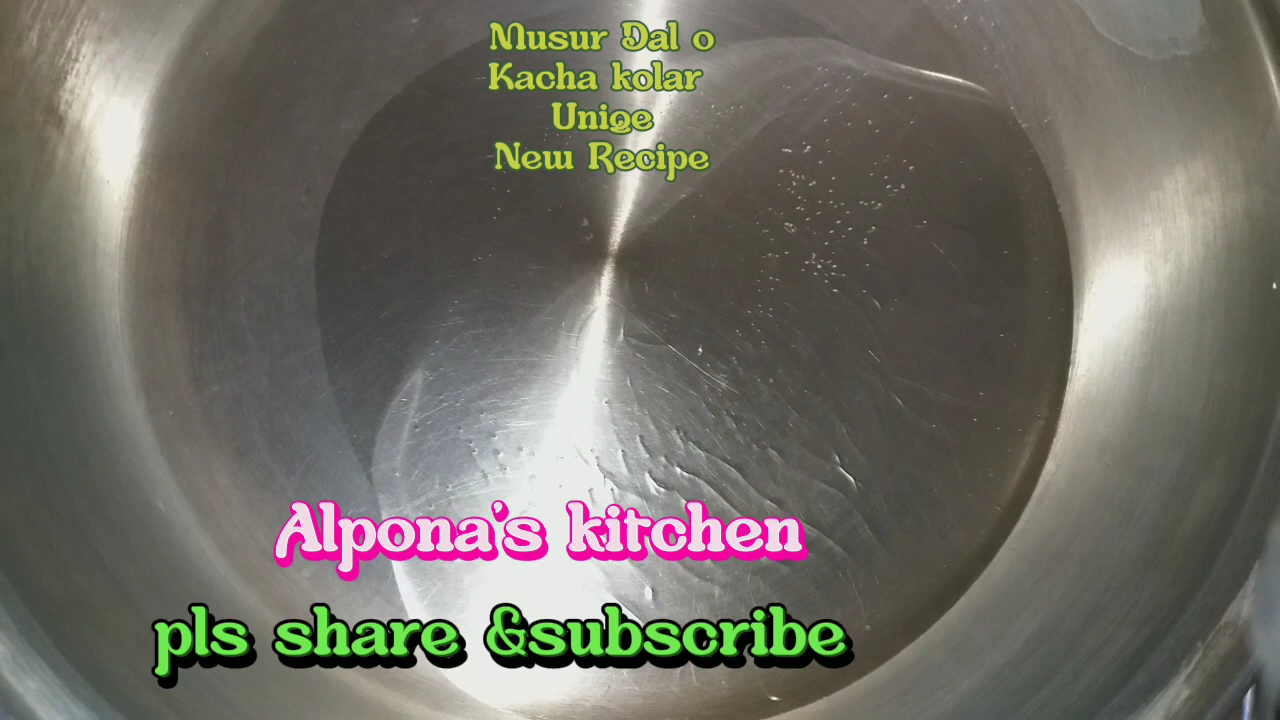 Musur Dal o
Kacha kolar
Uniqe
New Recipe
Alpona's kitchen
pls share &subscribe